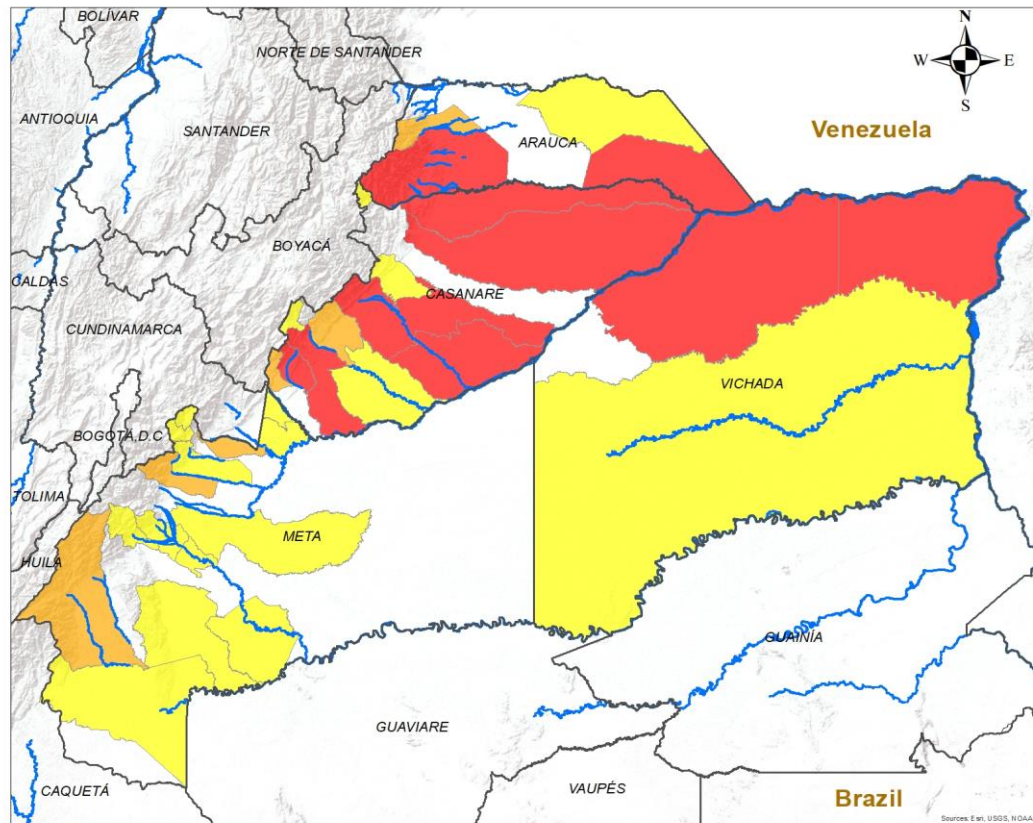 BOLÍVAR
NORTE DE SANTANDER
N
W
E
S
ANTIOQUIA
SANTANDER
ARAUCA
Venezuela
BOYACÁ
CALDAS
CASANARE
CUNDINAMARCA
VICHADA
BOGOTÁ,D.C
TOLIMA
META
HUILA
GUAINÍA
GUAVIARE
CAQUETÁ
VAUPÉS
Brazil
Sources: Esri, USGS, NOAA